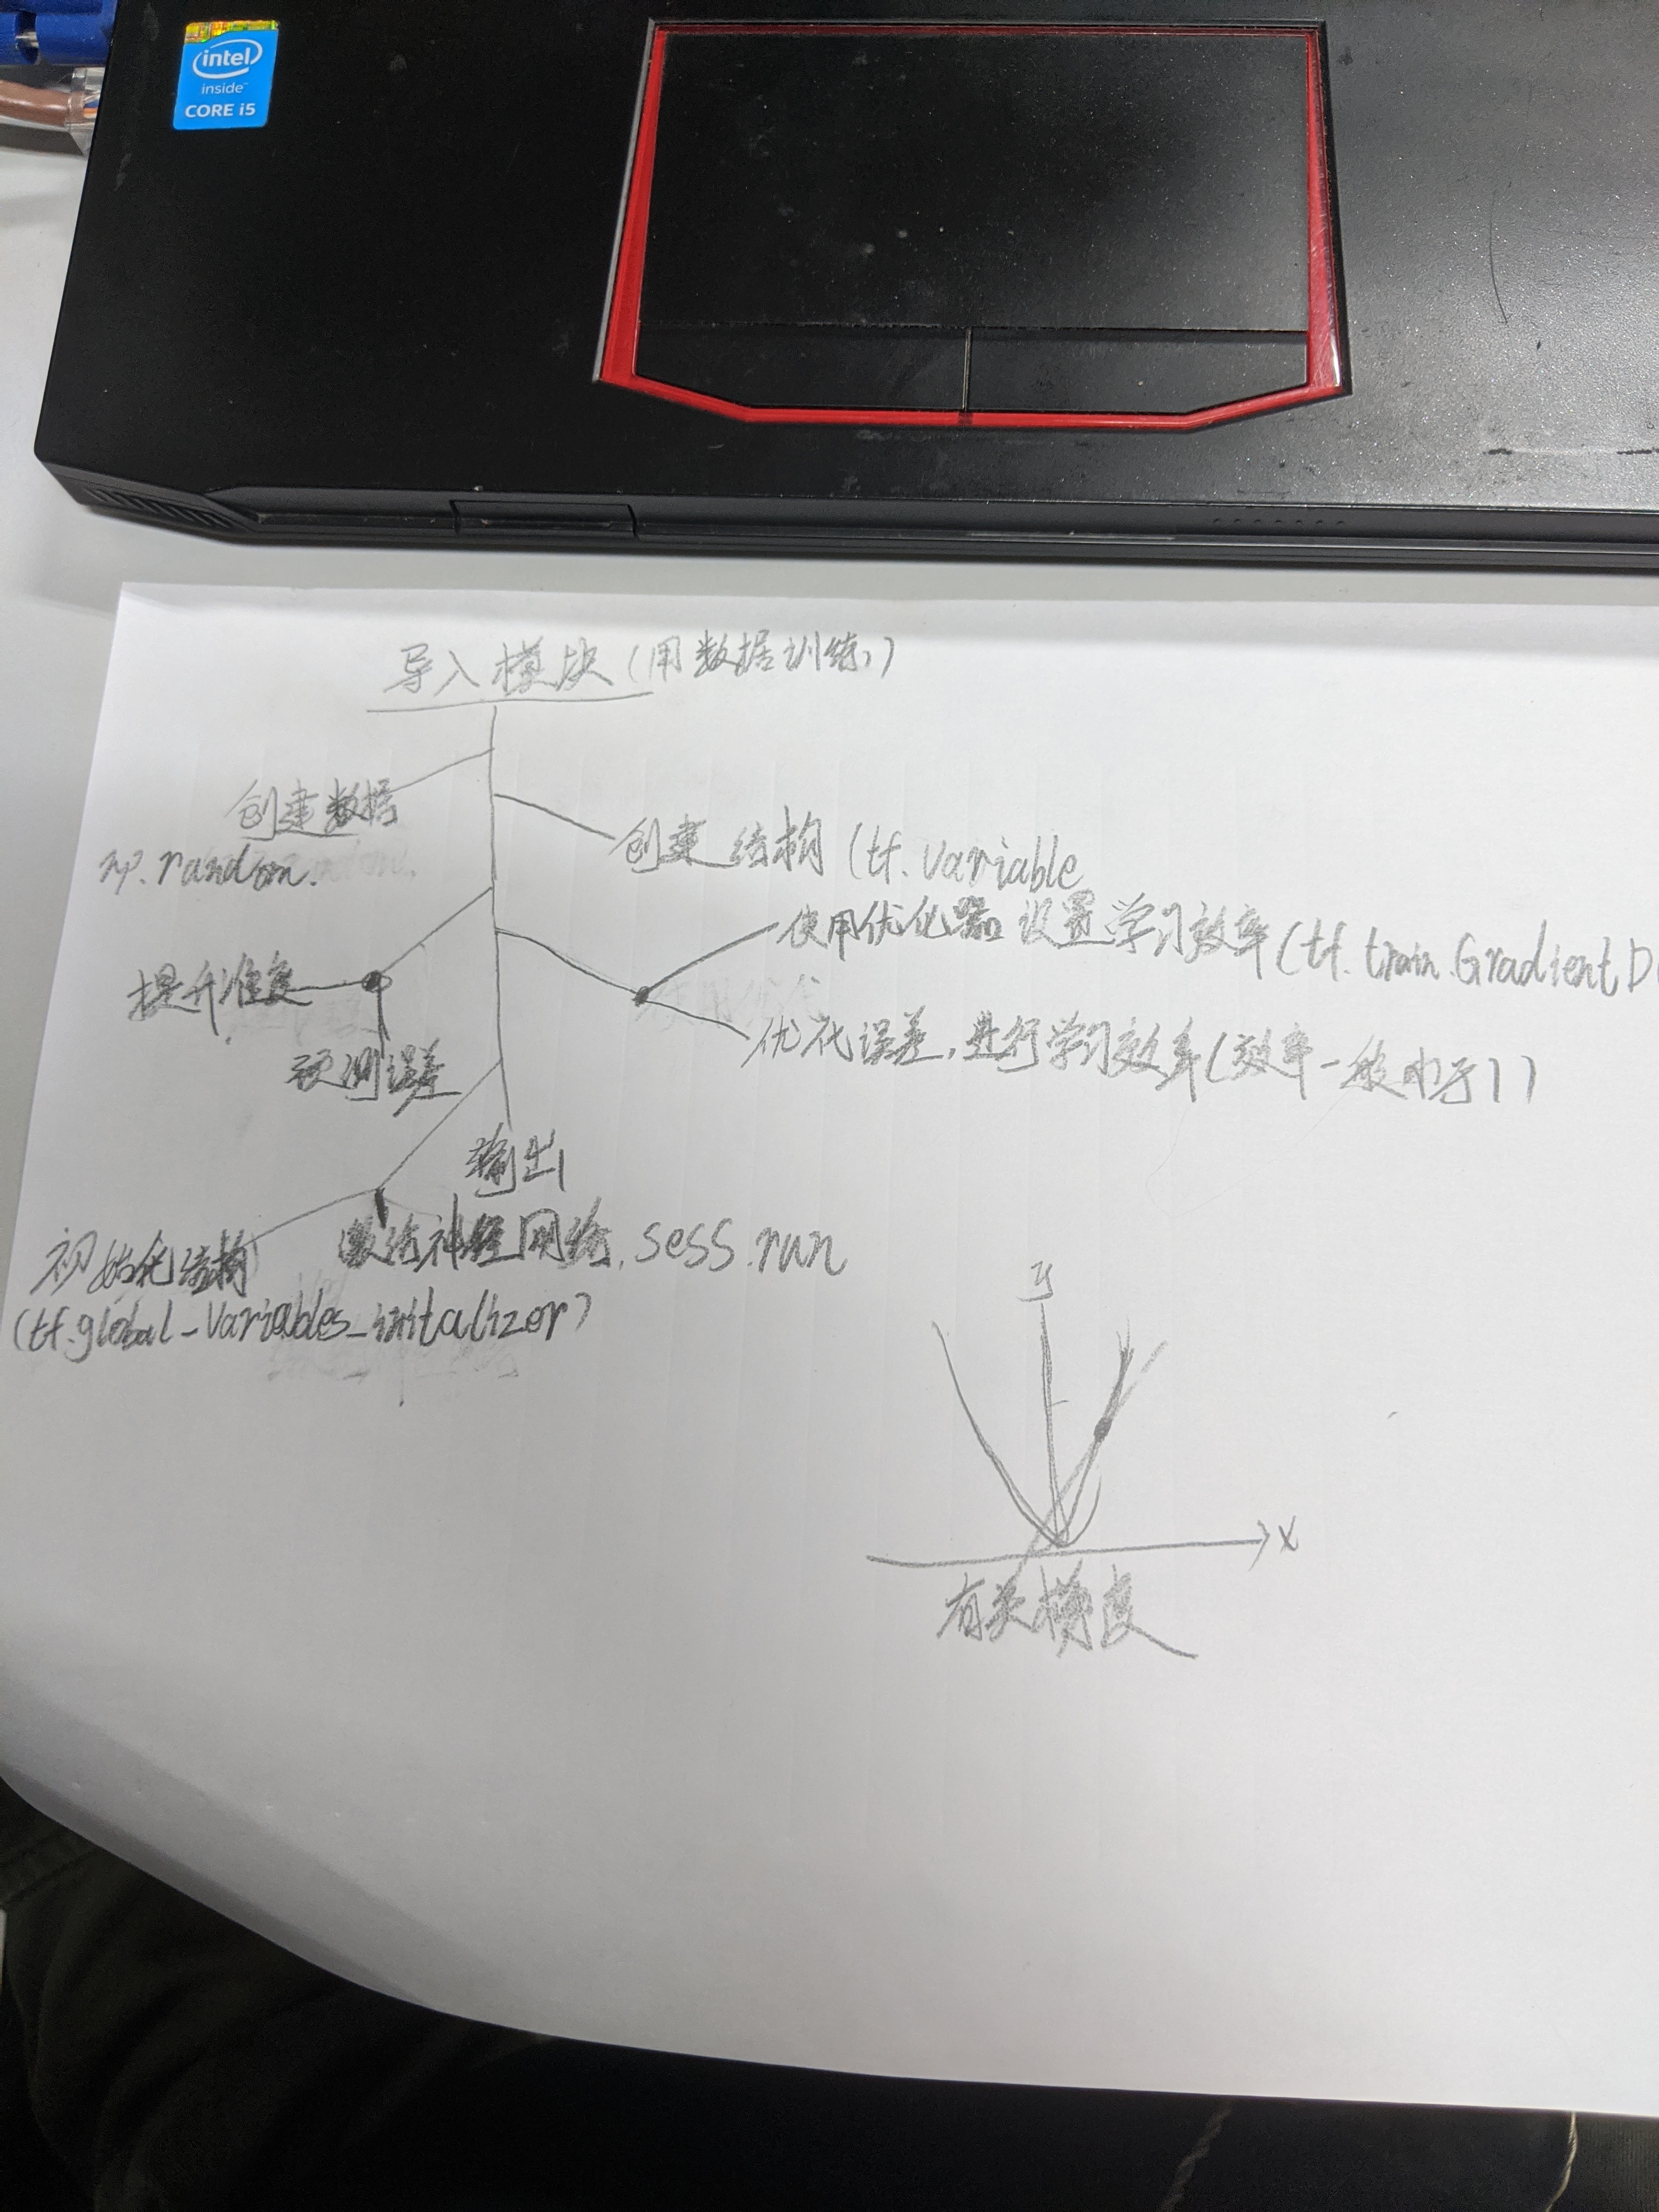 intel
inside
CORE i5
导入模块(用数据训练)
创建数据
np.random.
创建结构(tf.Variable
使用优化器 设置学习效率(tf.train.GradientD
提升准度
优化误差,进行学习效率(效率一般小于1)
预测误差
输出
初始化结构
激活神经网络.sess.run
(tf.global_Variables_initalizer)
y
x
有关梯度